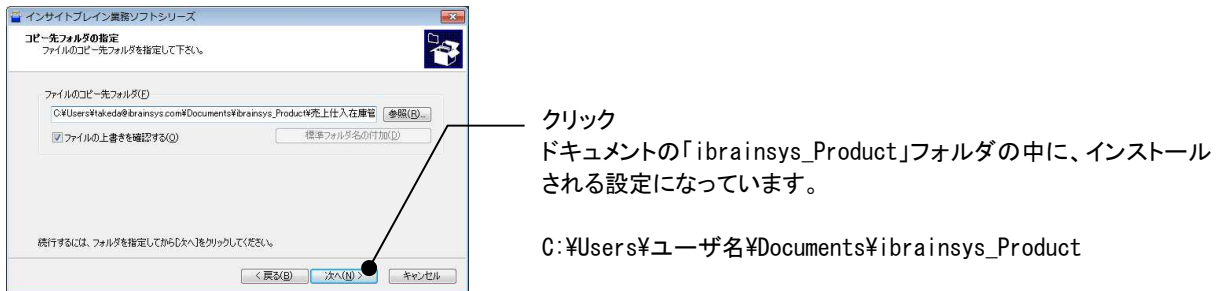 インサイトブレイン業務ソフトシリーズ
コピー先フォルダの指定
ファイルのコピー先フォルダを指定して下さい。
ファイルのコピー先フォルダ(F)
C:¥Users¥takeda@ibrainsys.com¥Documents¥ibrainsys_Product¥売上仕入在庫管
参照(R)...
ファイルの上書きを確認する(O)
標準フォルダ名の付加(D)
続行するには、フォルダを指定してから[次へ]をクリックしてください。
< 戻る(B)
次へ(N) >
キャンセル
クリック
ドキュメントの「ibrainsys_Product」フォルダの中に、インストール
される設定になっています。
C:¥Users¥ユーザ名¥Documents¥ibrainsys_Product